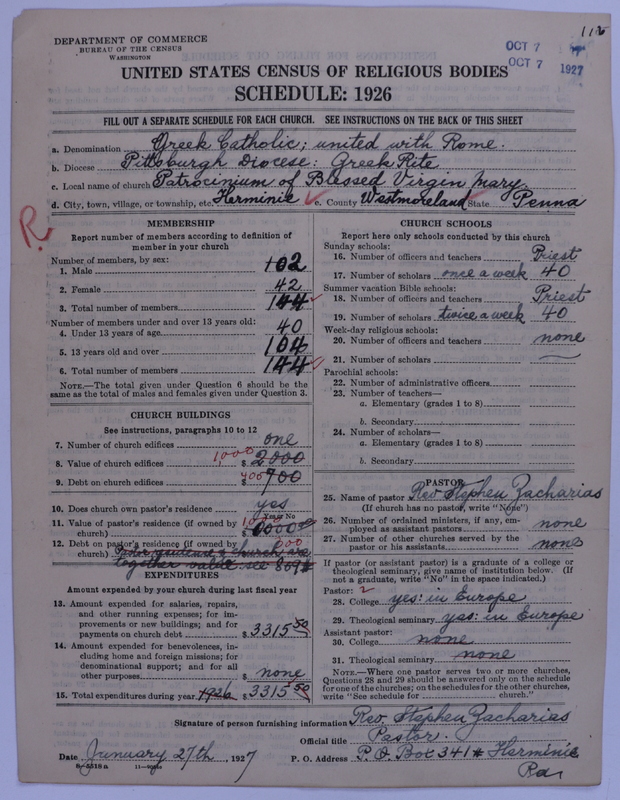 112
DEPARTMENT OF COMMERCE
BUREAU OF THE CENSUS
WASHINGTON
OCT 7
OCT 7 1927
UNITED STATES CENSUS OF RELIGIOUS BODIES
SCHEDULE: 1926
FILL OUT A SEPARATE SCHEDULE FOR EACH CHURCH. SEE INSTRUCTIONS ON THE BACK OF THIS SHEET
a. Denomination Greek Catholic; united with Rome.
b. Diocese Pittsburgh Diocese: Greek Rite
c. Local name of church Patrocinium of Blessed Virgin Mary.
d. City, town, village, or township, etc. Herminie e. County Westmoreland State Penna
R.
MEMBERSHIP
Report number of members according to definition of
member in your church
Number of members, by sex:
1. Male 102
2. Female 42
3. Total number of members 144
Number of members under and over 13 years old:
4. Under 13 years of age 40
5. 13 years old and over 104
6. Total number of members 144
NOTE.—The total given under Question 6 should be the
same as the total of males and females given under Question 3.
CHURCH BUILDINGS
See instructions, paragraphs 10 to 12
7. Number of church edifices one
8. Value of church edifices 1,000 $ 2000
9. Debt on church edifices 400 $ 700
10. Does church own pastor's residence yes
Yes or No
11. Value of pastor's residence (if owned by
church) $
12. Debt on pastor's residence (if owned by
church)
together see
EXPENDITURES
Amount expended by your church during last fiscal year
13. Amount expended for salaries, repairs,
and other running expenses; for im-
provements or new buildings; and for
payments on church debt $ 3315 50
14. Amount expended for benevolences, in-
cluding home and foreign missions; for
denominational support; and for all
other purposes $ none
15. Total expenditures during year 1926 $ 3315 50
CHURCH SCHOOLS
Report here only schools conducted by this church
Sunday schools:
16. Number of officers and teachers Priest
17. Number of scholars once a week 40
Summer vacation Bible schools:
18. Number of officers and teachers Priest
19. Number of scholars twice a week 40
Week-day religious schools:
20. Number of officers and teachers none
21. Number of scholars
Parochial schools:
22. Number of administrative officers
23. Number of teachers—
a. Elementary (grades 1 to 8)
b. Secondary
24. Number of scholars—
a. Elementary (grades 1 to 8)
b. Secondary
PASTOR
25. Name of pastor Rev. Stephen Zacharias
(If church has no pastor, write "None")
26. Number of ordained ministers, if any, em-
ployed as assistant pastors none
27. Number of other churches served by the
pastor or his assistants none
If pastor (or assistant pastor) is a graduate of a college or
theological seminary, give name of institution below. (If
not a graduate, write "No" in the space indicated.)
Pastor: 2
28. College yes: in Europe
29. Theological seminary yes: in Europe
Assistant pastor:
30. College none
31. Theological seminary none
NOTE.—Where one pastor serves two or more churches,
Questions 28 and 29 should be answered only on the schedule
for one of the churches; on the schedules for the other churches,
write "See schedule for church."
Signature of person furnishing information Rev. Stephen Zacharias
Official title Pastor.
Date January 27th, 1927 P. O. Address P. O. Box 341 Herminie
Pa.